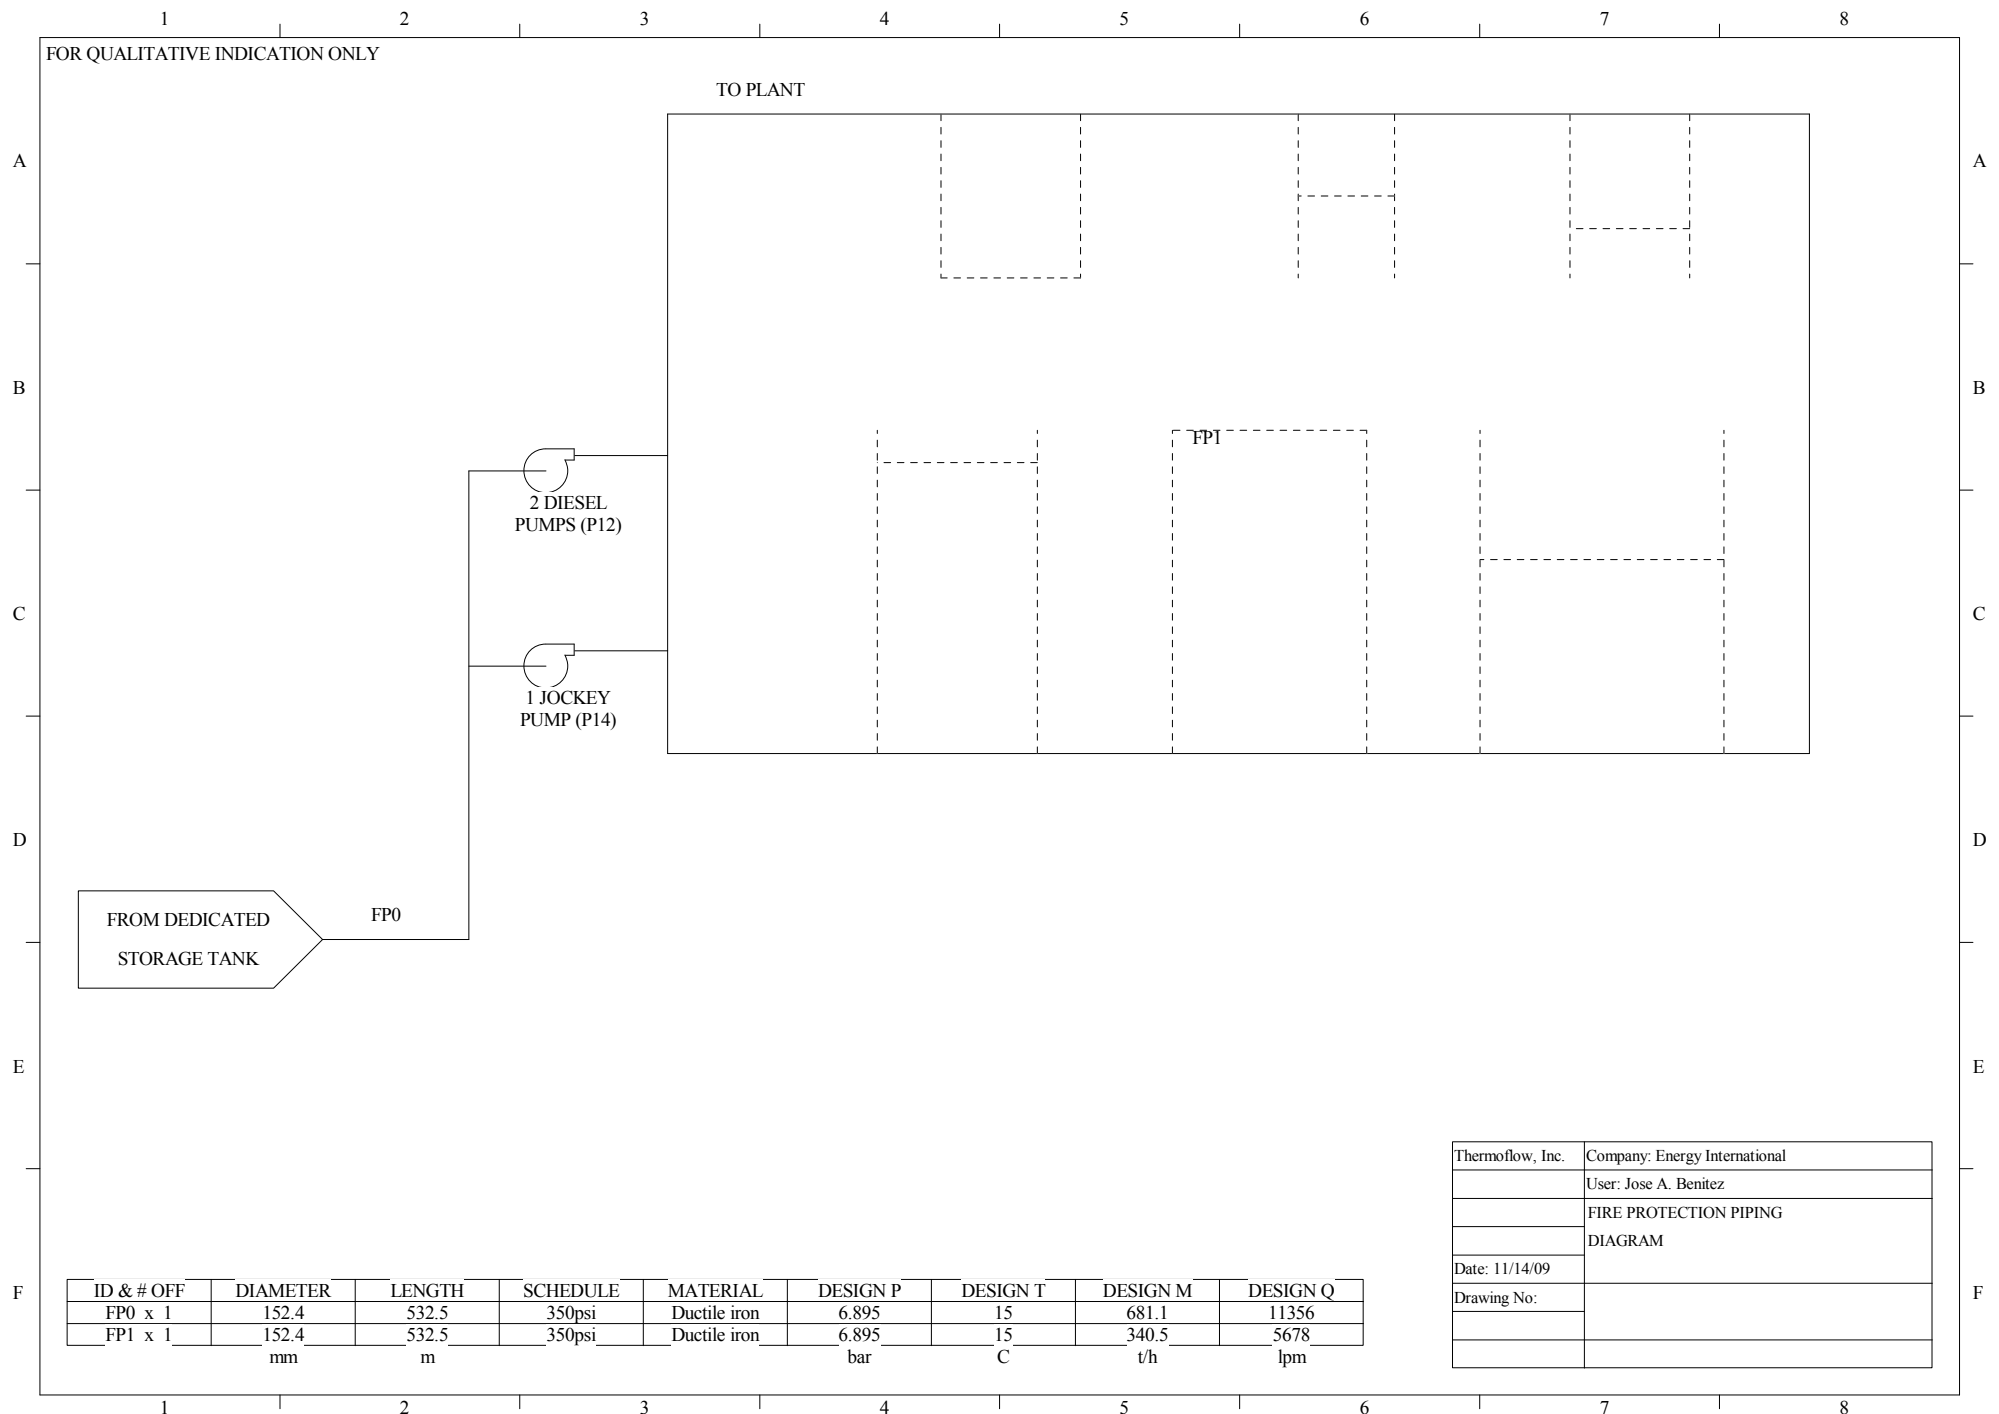 1 2 3 4 5 6 7 8
FOR QUALITATIVE INDICATION ONLY
TO PLANT
A A
B B
FP1
2 DIESEL
PUMPS (P12)
C C
1 JOCKEY
PUMP (P14)
D D
FP0
FROM DEDICATED
STORAGE TANK
E E
Thermoflow, Inc. Company: Energy International
User: Jose A. Benitez
FIRE PROTECTION PIPING
DIAGRAM
Date: 11/14/09
Drawing No:
F F
ID & # OFF DIAMETER LENGTH SCHEDULE MATERIAL DESIGN P DESIGN T DESIGN M DESIGN Q
FP0 x 1 152.4 532.5 350psi Ductile iron 6.895 15 681.1 11356
FP1 x 1 152.4 532.5 350psi Ductile iron 6.895 15 340.5 5678
mm m bar C t/h lpm
1 2 3 4 5 6 7 8